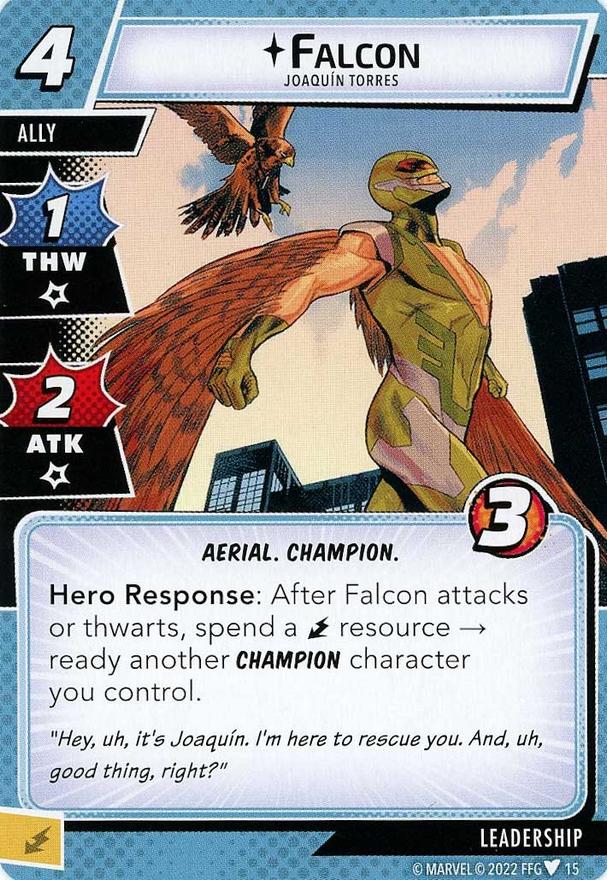 4
FALCON
JOAQUÍN TORRES
ALLY
1
THW
2
ATK
3
AERIAL. CHAMPION.
Hero Response: After Falcon attacks
or thwarts, spend a resource →
ready another CHAMPION character
you control.
"Hey, uh, it's Joaquín. I'm here to rescue you. And, uh,
good thing, right?"
LEADERSHIP
© MARVEL © 2022 FFG 15